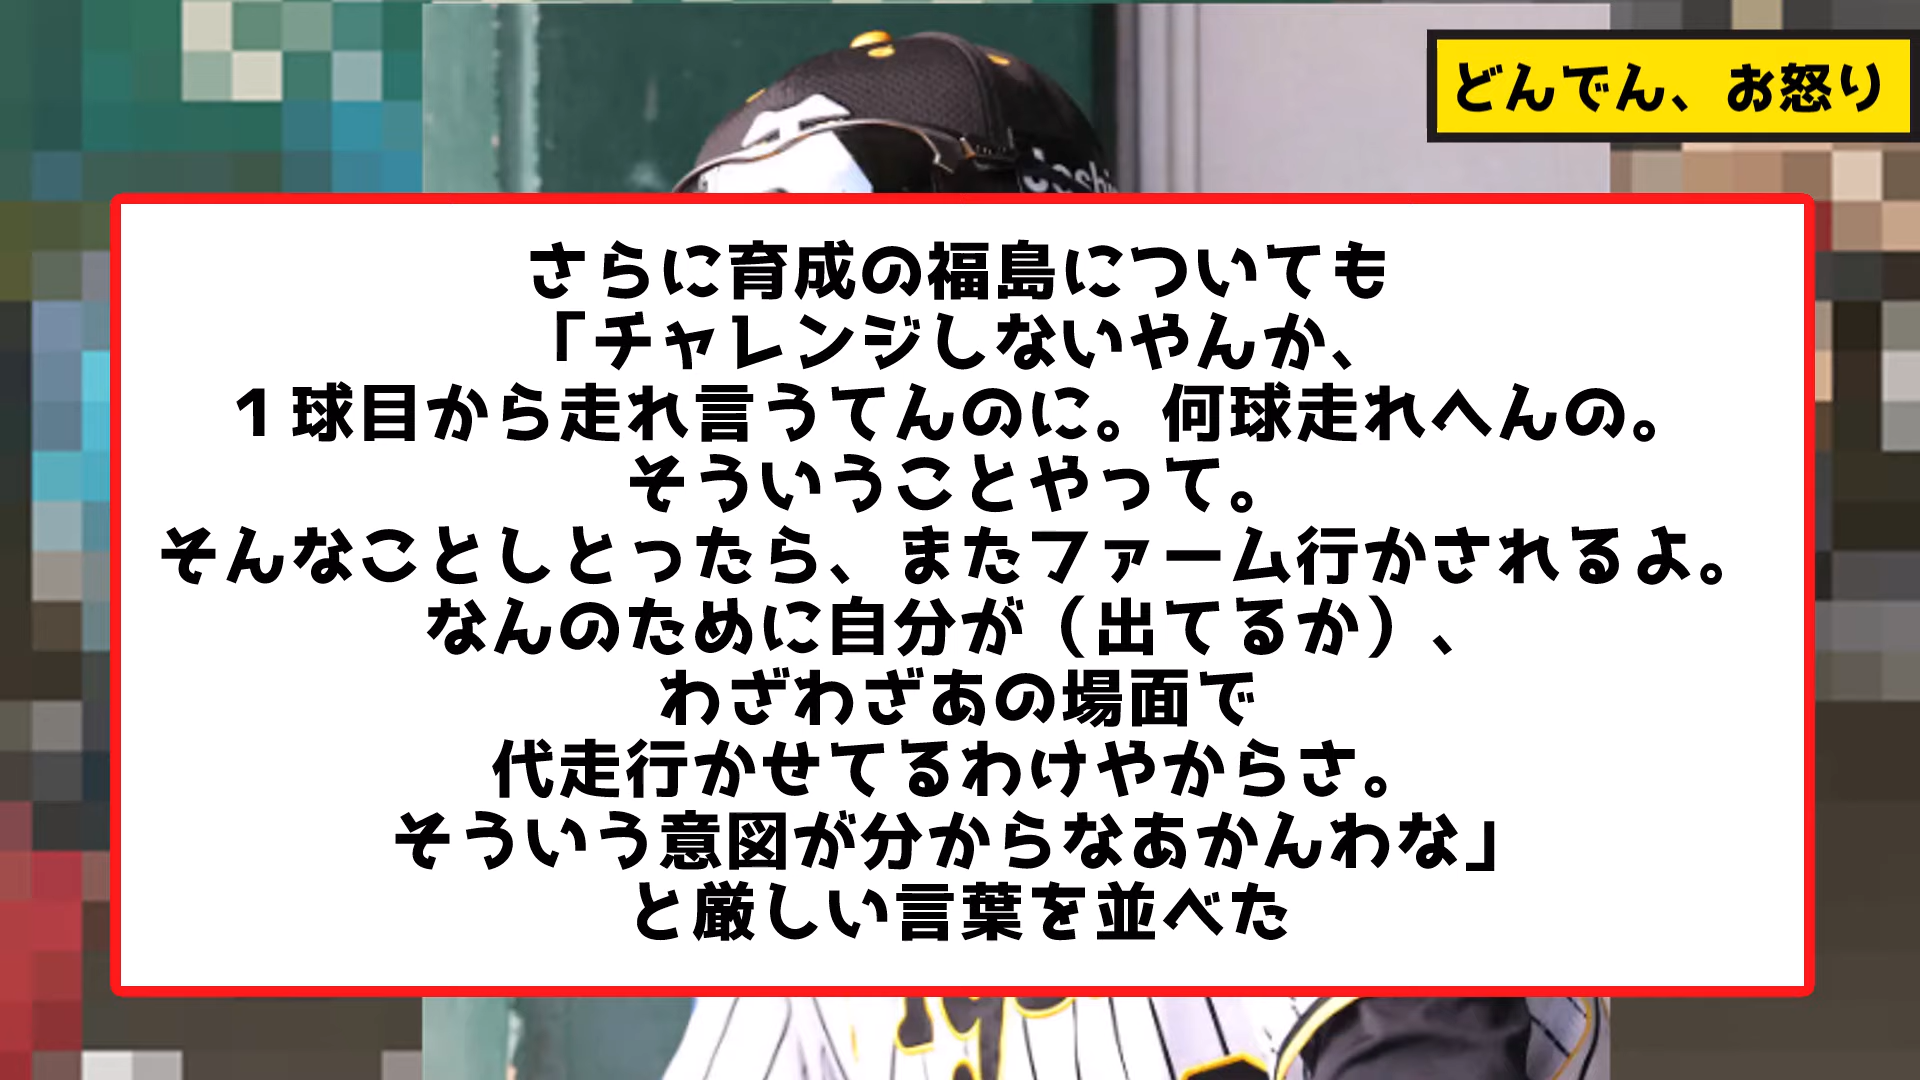 どんでん、お怒り
さらに育成の福島についても
「チャレンジしないやんか、
１球目から走れ言うてんのに。何球走れへんの。
そういうことやって。
そんなことしとったら、またファーム行かされるよ。
なんのために自分が（出てるか）、
わざわざあの場面で
代走行かせてるわけやからさ。
そういう意図が分からなあかんわな」
と厳しい言葉を並べた